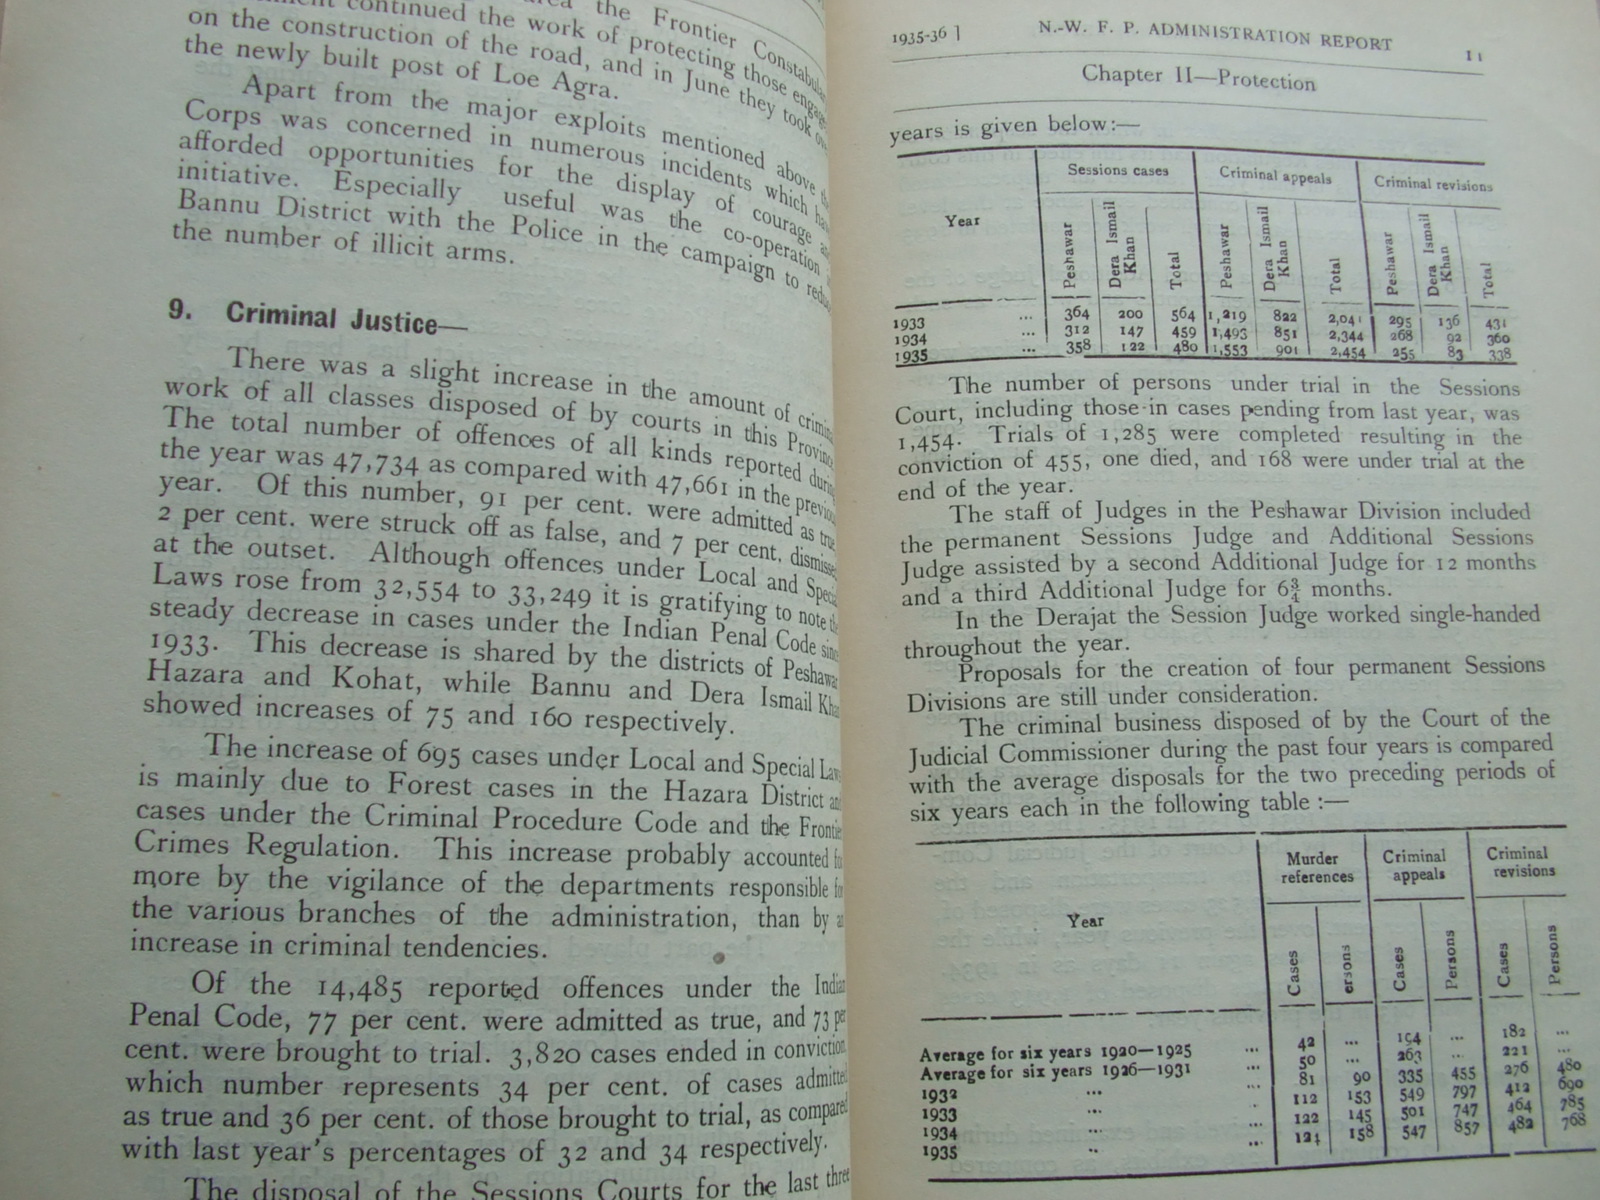 the Frontier Constabulary
continued the work of protecting those engaged
on the construction of the road, and in June they took
the newly built post of Loe Agra.
Apart from the major exploits mentioned above the
Corps was concerned in numerous incidents which have
afforded opportunities for the display of courage and
initiative. Especially useful was the co-operation
Bannu District with the Police in the campaign to reduce
the number of illicit arms.
9. Criminal Justice—
There was a slight increase in the amount of criminal
work of all classes disposed of by courts in this Province.
The total number of offences of all kinds reported during
the year was 47,734 as compared with 47,661 in the previous
year. Of this number, 91 per cent. were admitted as true,
2 per cent. were struck off as false, and 7 per cent. dismissed
at the outset. Although offences under Local and Special
Laws rose from 32,554 to 33,249 it is gratifying to note the
steady decrease in cases under the Indian Penal Code since
1933. This decrease is shared by the districts of Peshawar
Hazara and Kohat, while Bannu and Dera Ismail Khan
showed increases of 75 and 160 respectively.
The increase of 695 cases under Local and Special Laws
is mainly due to Forest cases in the Hazara District and
cases under the Criminal Procedure Code and the Frontier
Crimes Regulation. This increase probably accounted for
more by the vigilance of the departments responsible for
the various branches of the administration, than by an
increase in criminal tendencies.
Of the 14,485 reported offences under the Indian
Penal Code, 77 per cent. were admitted as true, and 73 per
cent. were brought to trial. 3,820 cases ended in conviction
which number represents 34 per cent. of cases admitted
as true and 36 per cent. of those brought to trial, as compared
with last year's percentages of 32 and 34 respectively.
The disposal of the Sessions Courts for the last three
1935-36 ] N.-W. F. P. ADMINISTRATION REPORT 11
Chapter II—Protection
years is given below:—
Year Sessions cases Criminal appeals Criminal revisions
Peshawar Dera Ismail Khan Total Peshawar Dera Ismail Khan Total Peshawar Dera Ismail Khan Total
1933 ... 364 200 564 1,219 822 2,041 295 136 431
1934 ... 312 147 459 1,493 851 2,344 268 92 360
1935 ... 358 122 480 1,553 901 2,454 255 83 338
The number of persons under trial in the Sessions
Court, including those in cases pending from last year, was
1,454. Trials of 1,285 were completed resulting in the
conviction of 455, one died, and 168 were under trial at the
end of the year.
The staff of Judges in the Peshawar Division included
the permanent Sessions Judge and Additional Sessions
Judge assisted by a second Additional Judge for 12 months
and a third Additional Judge for 6¾ months.
In the Derajat the Session Judge worked single-handed
throughout the year.
Proposals for the creation of four permanent Sessions
Divisions are still under consideration.
The criminal business disposed of by the Court of the
Judicial Commissioner during the past four years is compared
with the average disposals for the two preceding periods of
six years each in the following table :—
Year Murder references Criminal appeals Criminal revisions
Cases ersons Cases Persons Cases Persons
Average for six years 1920—1925 ... 42 ... 194 ... 182 ...
Average for six years 1926—1931 ... 50 ... 263 ... 221 ...
1932 ... 81 90 335 455 276 480
1933 ... 112 153 549 797 412 690
1934 ... 122 145 501 747 464 785
1935 ... 158 547 857 482 768